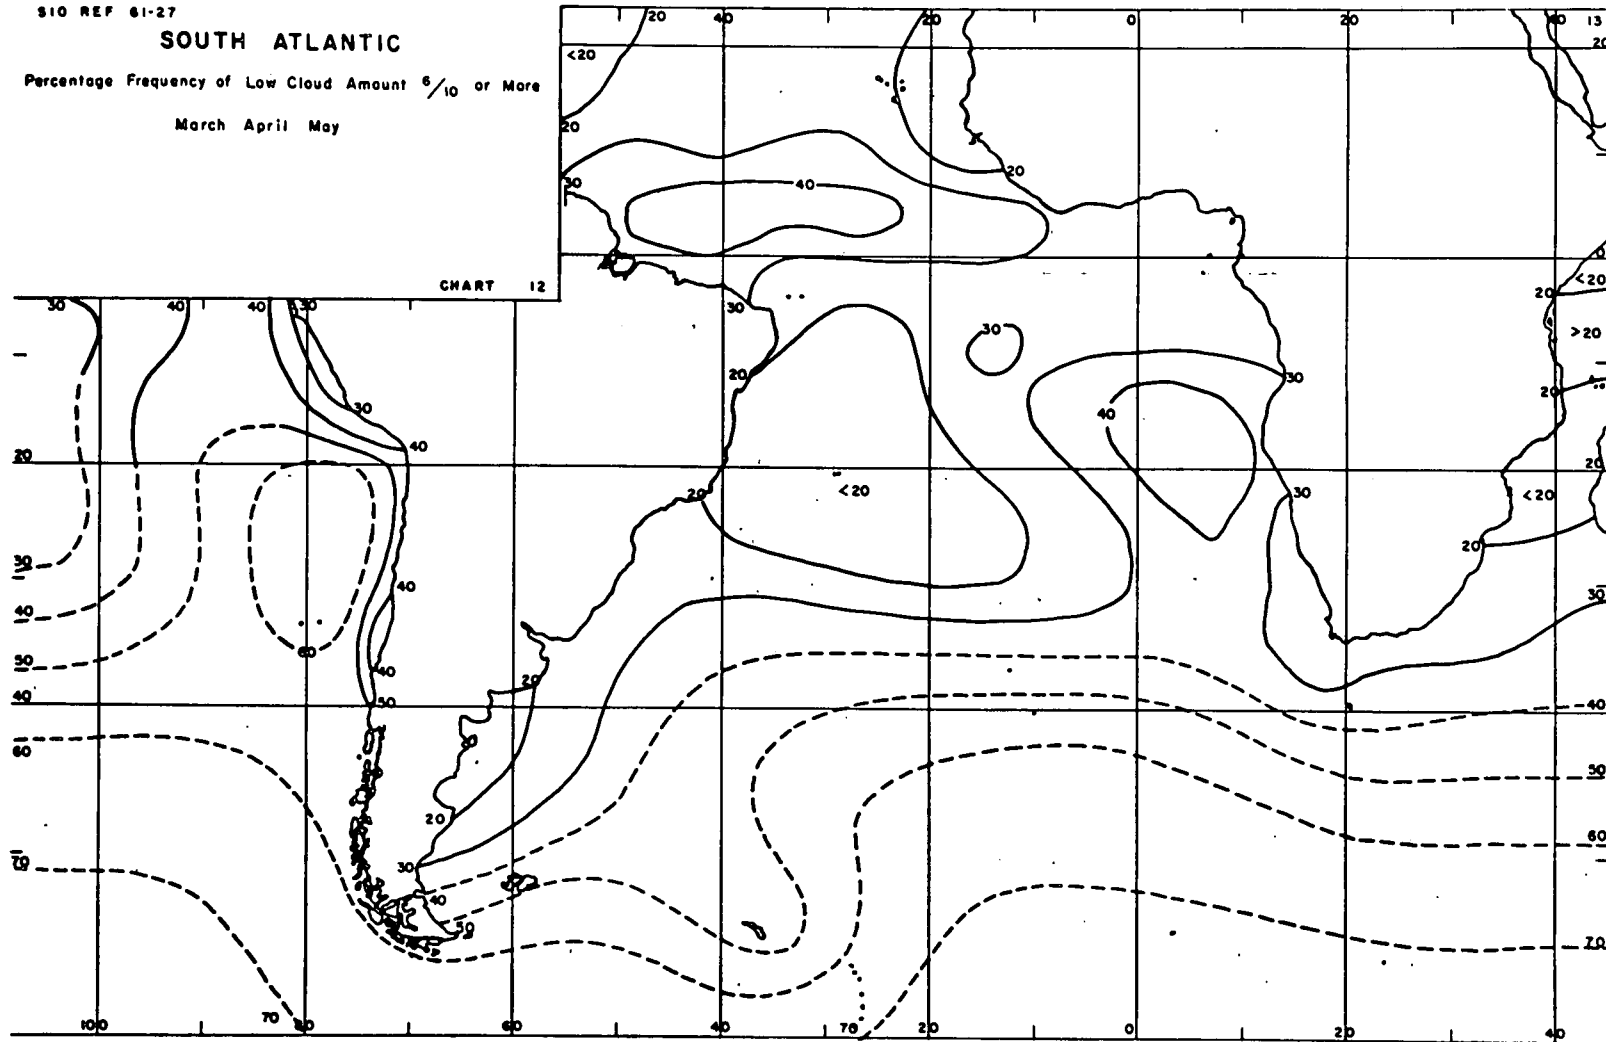 SIO REF 61-27
SOUTH ATLANTIC
Percentage Frequency of Low Cloud Amount 6/10 or More
March April May
CHART 12
20 40 20 0 20 40 13
<20 20
20
20
30 40
0
20 <20
30 40 40 30 30 30 >20
20 30 20
30 40
40
20 20
20 <20 30 <20
20
30 40 30
40
60
50 40
20
40 50 40
60 50
20
60
70 30
40
50 70
100 70 80 60 40 70 20 0 20 40